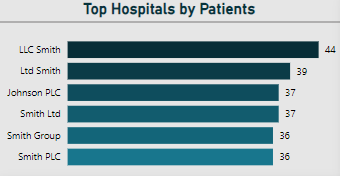 Top Hospitals by Patients
LLC Smith 44
Ltd Smith 39
Johnson PLC 37
Smith Ltd 37
Smith Group 36
Smith PLC 36